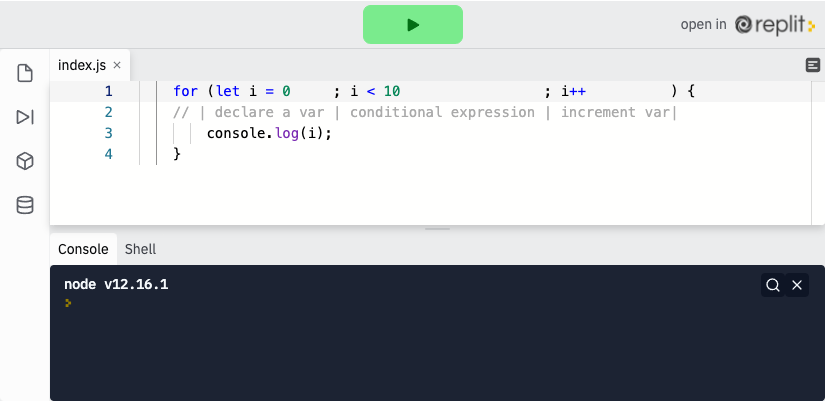 open in replit
index.js ×
1 for (let i = 0     ; i < 10                 ; i++          ) {
2 // | declare a var | conditional expression | increment var|
3     console.log(i);
4 }
Console Shell
node v12.16.1